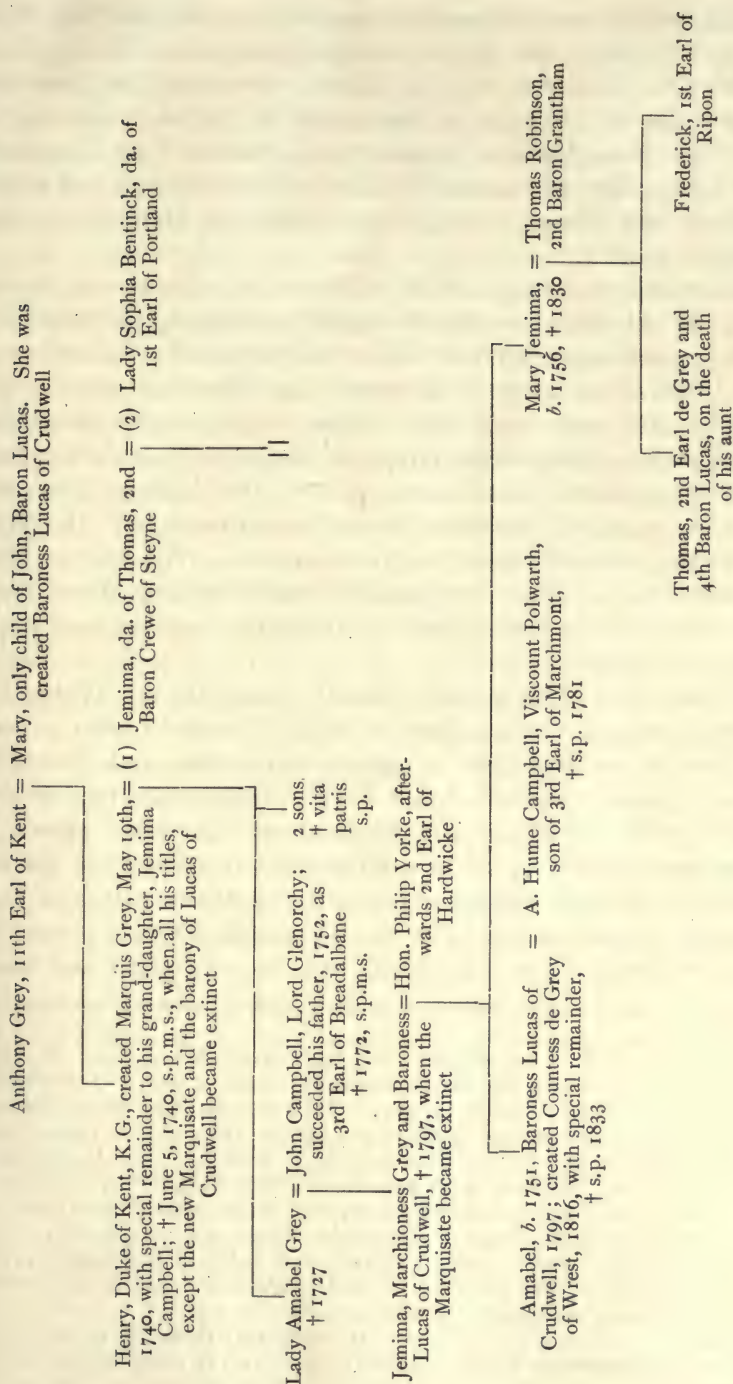 Anthony Grey, 11th Earl of Kent = Mary, only child of John, Baron Lucas. She was
created Baroness Lucas of Crudwell
Henry, Duke of Kent, K.G., created Marquis Grey, May 19th, = (1) Jemima, da. of Thomas, 2nd = (2) Lady Sophia Bentinck, da. of
1740, with special remainder to his grand-daughter, Jemima
Campbell; † June 5, 1740, s.p.m.s., when all his titles,
except the new Marquisate and the barony of Lucas of
Crudwell became extinct
Baron Crewe of Steyne
1st Earl of Portland
Lady Amabel Grey = John Campbell, Lord Glenorchy;
† 1727
succeeded his father, 1752, as
3rd Earl of Breadalbane
† 1772, s.p.m.s.
2 sons
† vita
patris
s.p.
Jemima, Marchioness Grey and Baroness = Hon. Philip Yorke, after-
Lucas of Crudwell, † 1797, when the
Marquisate became extinct
wards 2nd Earl of
Hardwicke
Amabel, b. 1751, Baroness Lucas of
Crudwell, 1797; created Countess de Grey
of Wrest, 1816, with special remainder,
† s.p. 1833
= A. Hume Campbell, Viscount Polwarth,
son of 3rd Earl of Marchmont,
† s.p. 1781
Mary Jemima, = Thomas Robinson,
b. 1756, † 1830
2nd Baron Grantham
Thomas, 2nd Earl de Grey and
4th Baron Lucas, on the death
of his aunt
Frederick, 1st Earl of
Ripon